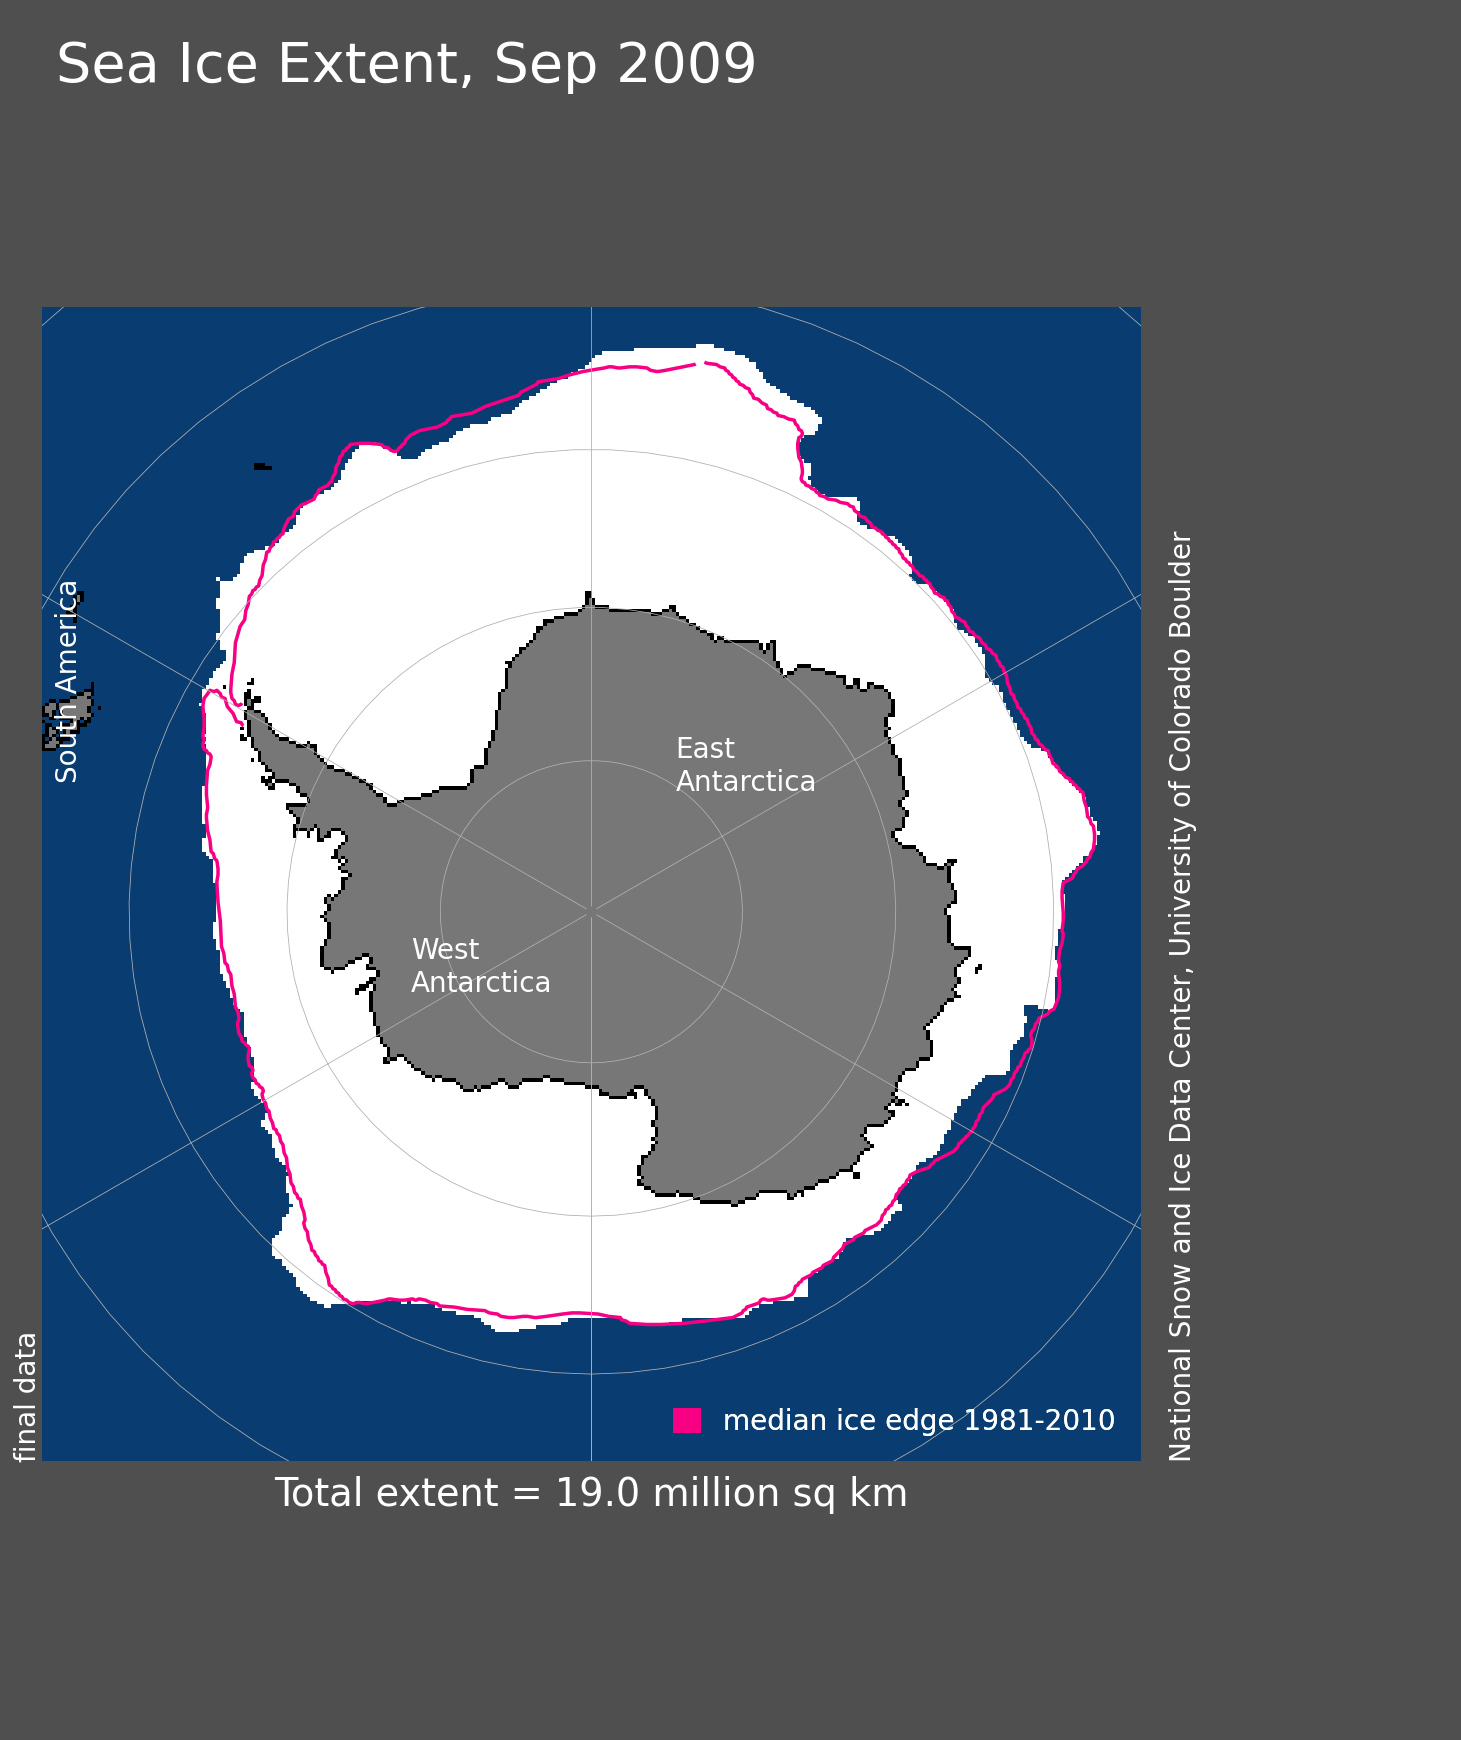 Sea Ice Extent, Sep 2009
South America
East
Antarctica
West
Antarctica
median ice edge 1981-2010
final data
National Snow and Ice Data Center, University of Colorado Boulder
Total extent = 19.0 million sq km